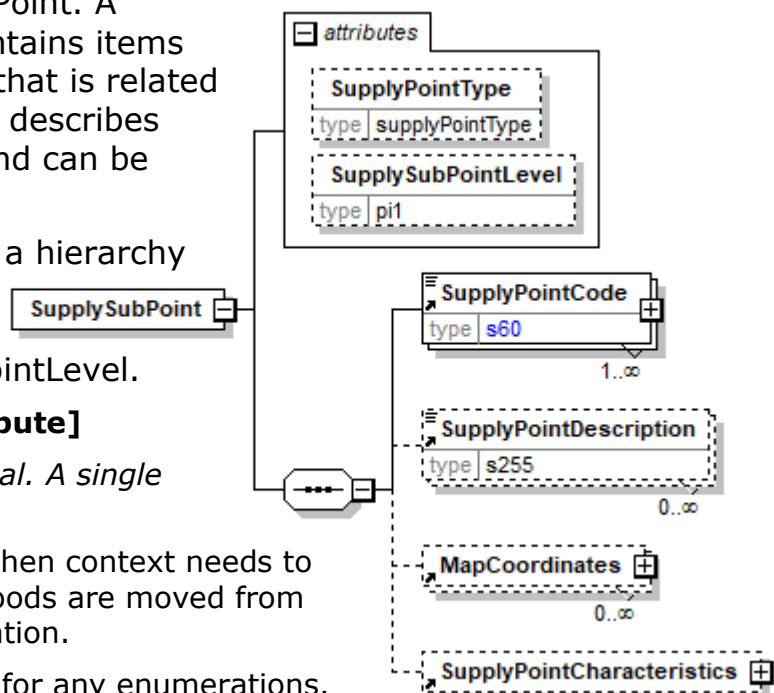 Point. A
ntains items
that is related
describes
nd can be
a hierarchy
ointLevel.
bute]
al. A single
hen context needs to
oods are moved from
ation.
for any enumerations.
attributes
SupplyPointType
type supplyPointType
SupplySubPointLevel
type pi1
SupplySubPoint
SupplyPointCode
type s60
1..∞
SupplyPointDescription
type s255
0..∞
MapCoordinates
0..∞
SupplyPointCharacteristics